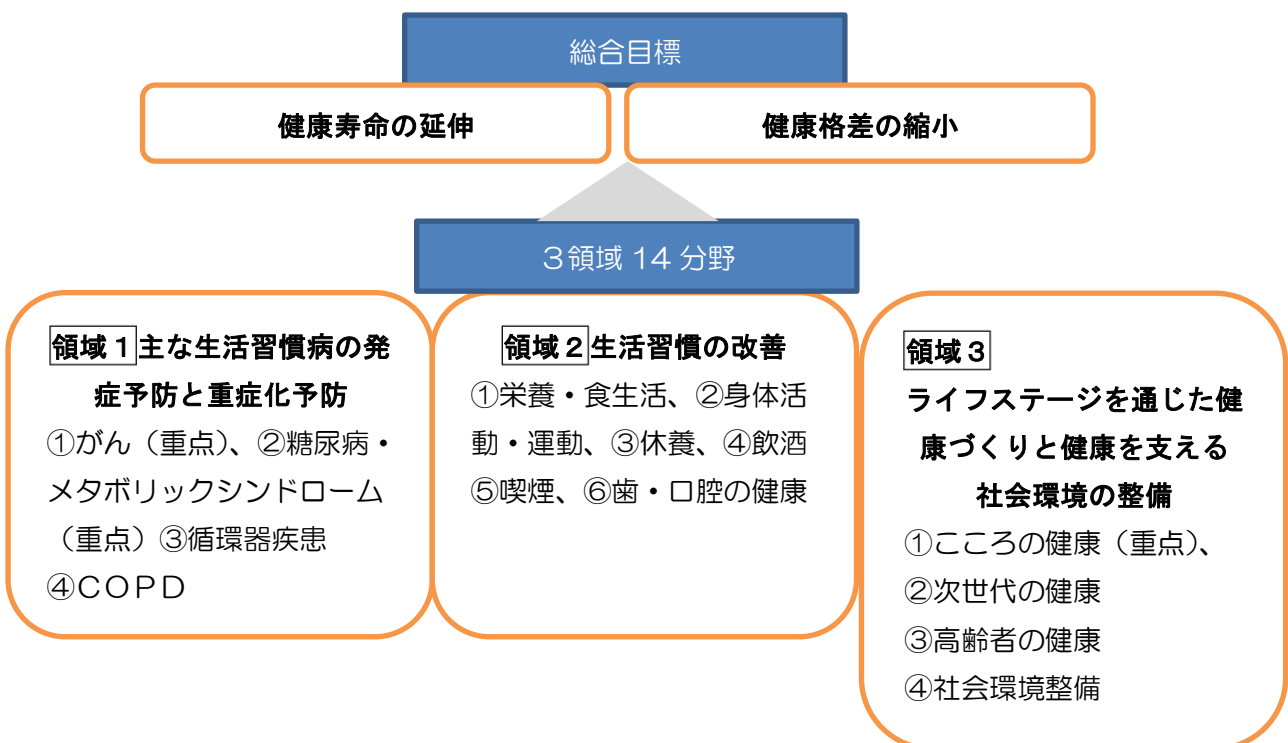 総合目標
健康寿命の延伸
健康格差の縮小
3領域 14 分野
領域1主な生活習慣病の発
症予防と重症化予防
①がん(重点)、②糖尿病・
メタボリックシンドローム
(重点)③循環器疾患
④COPD
領域2生活習慣の改善
①栄養・食生活、②身体活
動・運動、③休養、④飲酒
⑤喫煙、⑥歯・口腔の健康
領域3
ライフステージを通じた健
康づくりと健康を支える
社会環境の整備
①こころの健康(重点)、
②次世代の健康
③高齢者の健康
④社会環境整備